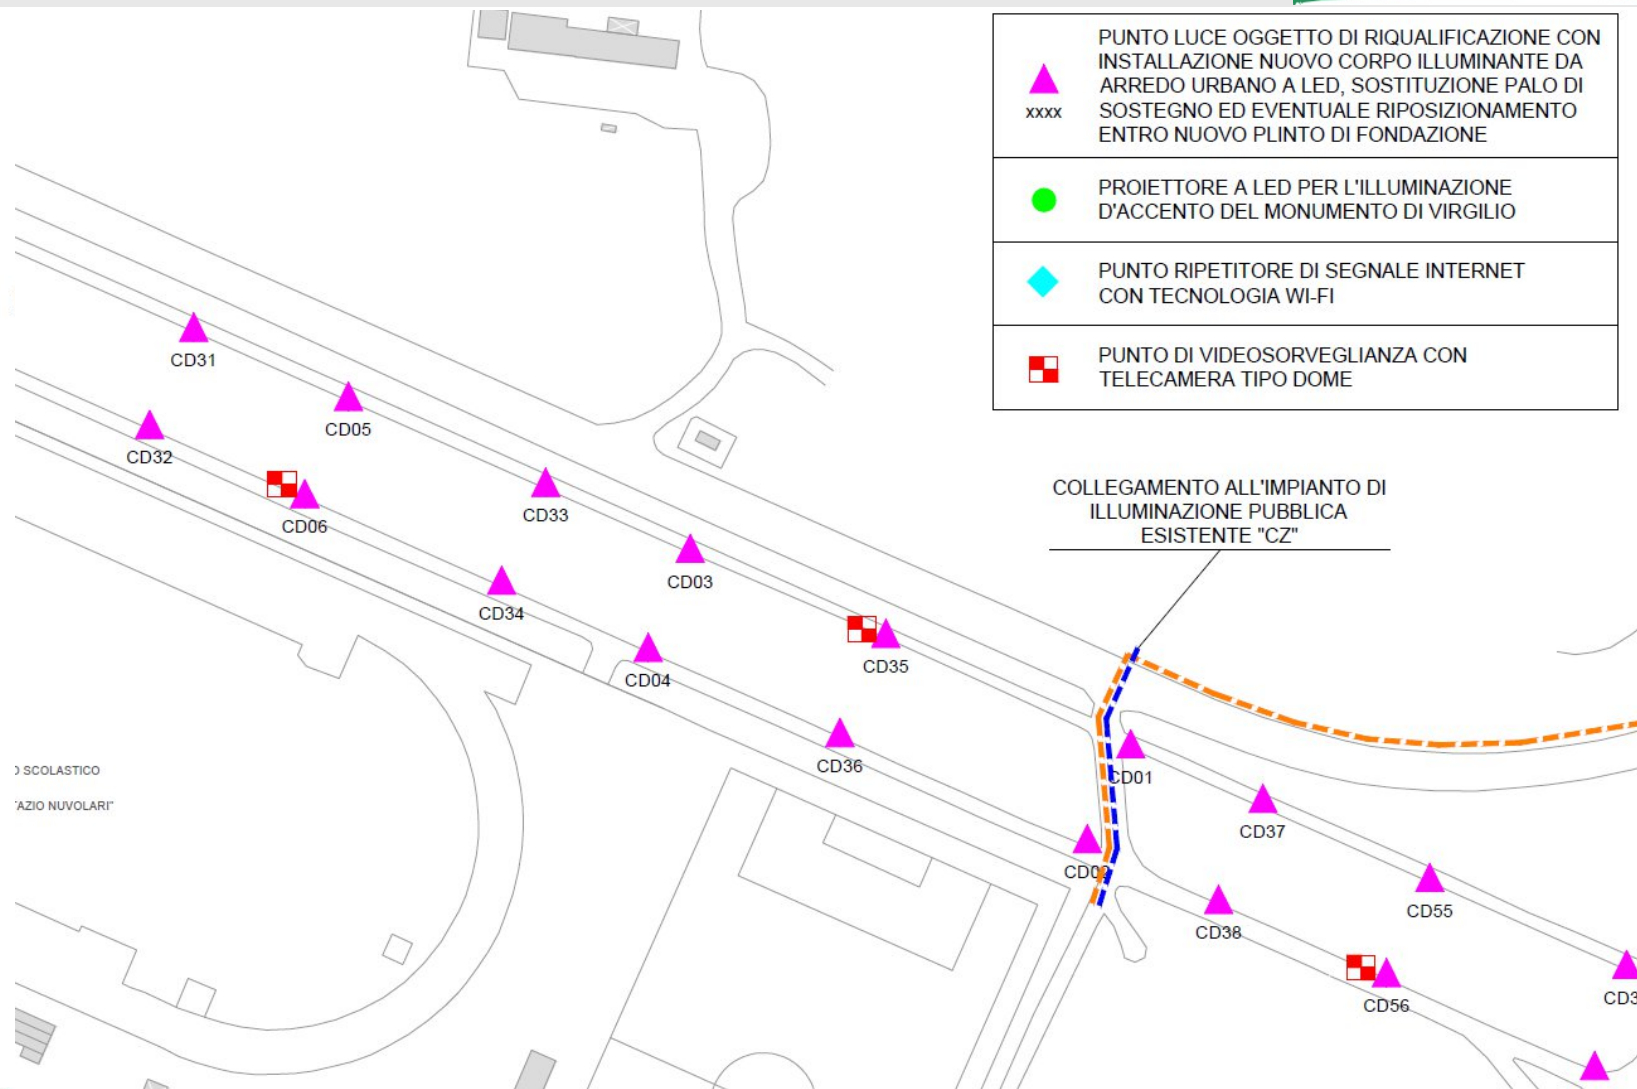 PUNTO LUCE OGGETTO DI RIQUALIFICAZIONE CON
INSTALLAZIONE NUOVO CORPO ILLUMINANTE DA
ARREDO URBANO A LED, SOSTITUZIONE PALO DI
SOSTEGNO ED EVENTUALE RIPOSIZIONAMENTO
ENTRO NUOVO PLINTO DI FONDAZIONE
xxxx
PROIETTORE A LED PER L'ILLUMINAZIONE
D'ACCENTO DEL MONUMENTO DI VIRGILIO
PUNTO RIPETITORE DI SEGNALE INTERNET
CON TECNOLOGIA WI-FI
PUNTO DI VIDEOSORVEGLIANZA CON
TELECAMERA TIPO DOME
CD31
CD05
CD32
CD06
CD33
CD03
CD34
CD04
CD35
CD36
COLLEGAMENTO ALL'IMPIANTO DI
ILLUMINAZIONE PUBBLICA
ESISTENTE "CZ"
CD01
CD37
CD02
CD38
CD55
CD56
CD3
O SCOLASTICO
"AZIO NUVOLARI"